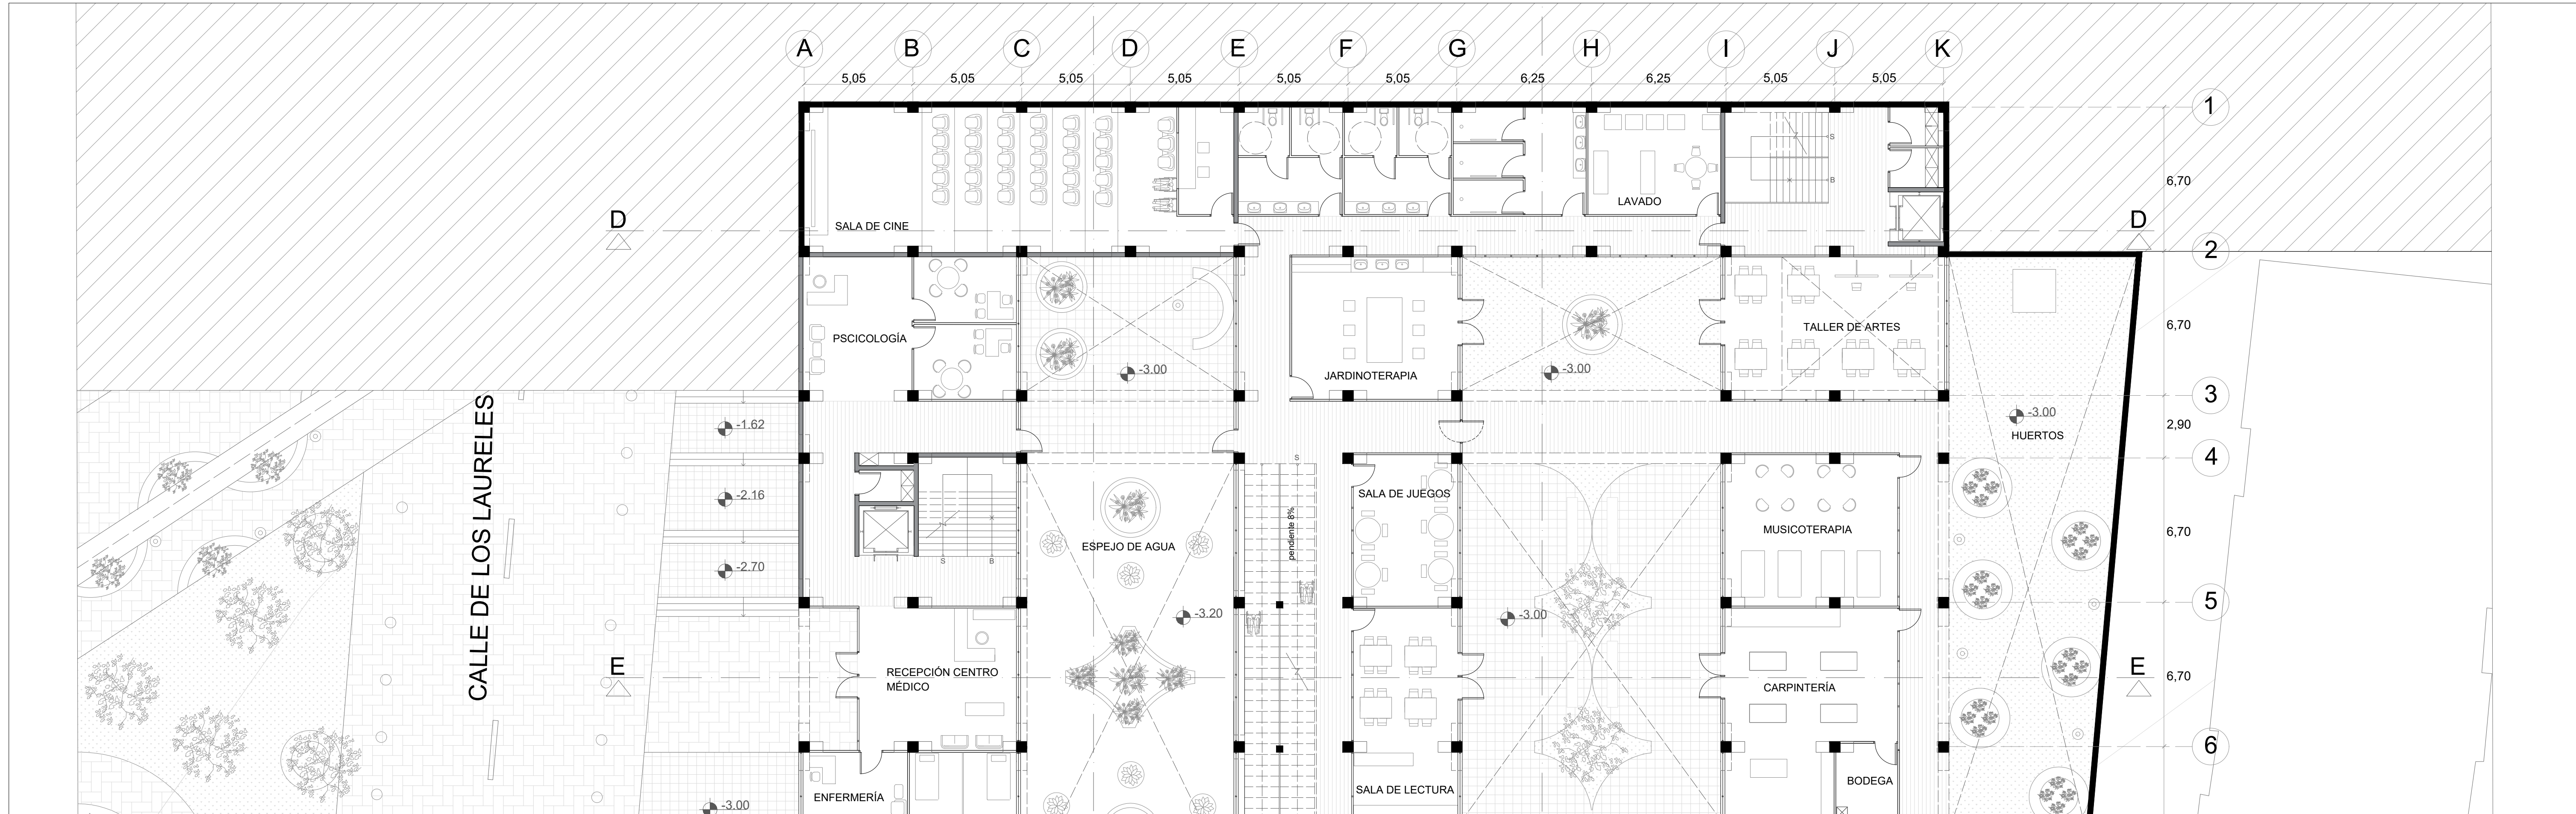 A B C D E F G H I J K
5,05 5,05 5,05 5,05 5,05 5,05 6,25 6,25 5,05 5,05
1
S
6,70
B
LAVADO
D
SALA DE CINE
D
2
PSCICOLOGÍA
TALLER DE ARTES
6,70
-3.00
-3.00
JARDINOTERAPIA
3
CALLE DE LOS LAURELES
-1.62
-3.00
2,90
HUERTOS
S
4
-2.16
SALA DE JUEGOS
pendiente 8%
MUSICOTERAPIA
6,70
ESPEJO DE AGUA
S B
-2.70
5
-3.20
-3.00
E
RECEPCIÓN CENTRO
MÉDICO
CARPINTERÍA
E
6,70
6
BODEGA
SALA DE LECTURA
ENFERMERÍA
-3.00